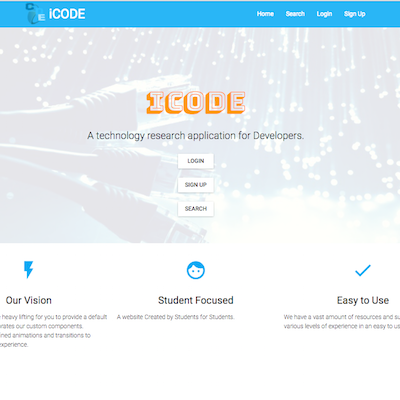 iCODE
Home Search Login Sign Up
ICODE
A technology research application for Developers.
LOGIN
SIGN UP
SEARCH
Our Vision
heavy lifting for you to provide a default
orates our custom components.
ined animations and transitions to
experience.
Student Focused
A website Created by Students for Students.
Easy to Use
We have a vast amount of resources and su
various levels of experience in an easy to us